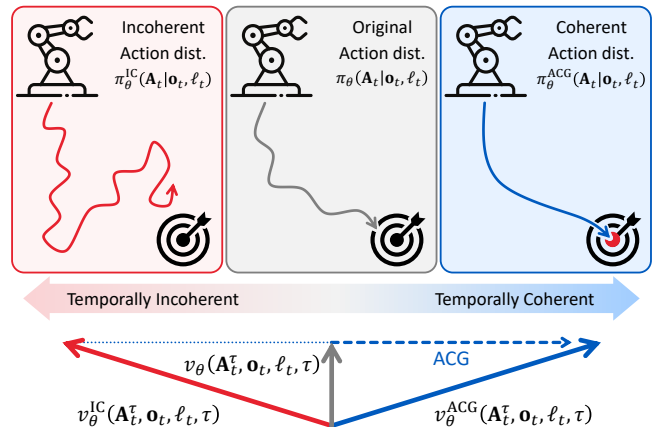 Incoherent
Action dist.
π_θ^IC(𝐀_t|𝐨_t, ℓ_t)
Original
Action dist.
π_θ(𝐀_t|𝐨_t, ℓ_t)
Coherent
Action dist.
π_θ^ACG(𝐀_t|𝐨_t, ℓ_t)
Temporally Incoherent
Temporally Coherent
v_θ(𝐀_t^τ, 𝐨_t, ℓ_t, τ)
ACG
v_θ^IC(𝐀_t^τ, 𝐨_t, ℓ_t, τ)
v_θ^ACG(𝐀_t^τ, 𝐨_t, ℓ_t, τ)